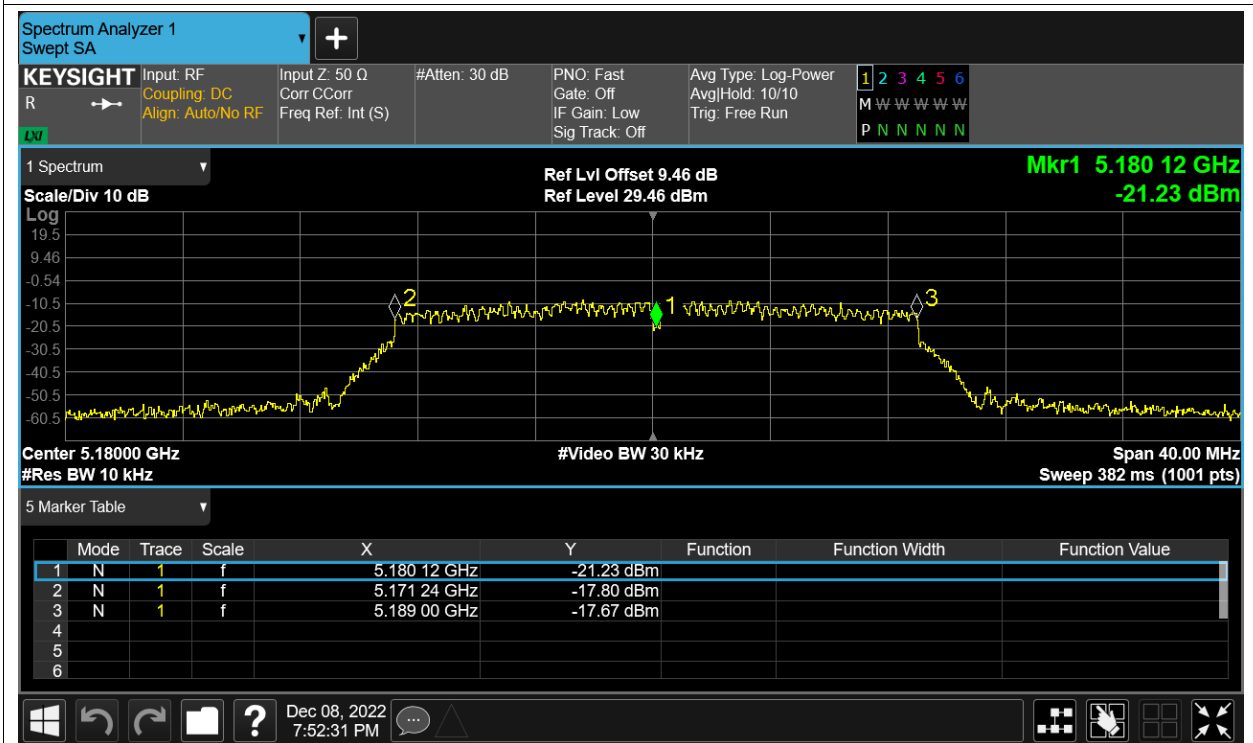 Spectrum Analyzer 1
Swept SA
KEYSIGHT
R
LXI
Input: RF
Coupling: DC
Align: Auto/No RF
Input Z: 50 Ω
Corr CCorr
Freq Ref: Int (S)
#Atten: 30 dB
PNO: Fast
Gate: Off
IF Gain: Low
Sig Track: Off
Avg Type: Log-Power
Avg|Hold: 10/10
Trig: Free Run
1 2 3 4 5 6
M W W W W W
P N N N N N
1 Spectrum
Scale/Div 10 dB
Ref Lvl Offset 9.46 dB
Ref Level 29.46 dBm
Mkr1 5.180 12 GHz
-21.23 dBm
Log
19.5
9.46
-0.54
-10.5
-20.5
-30.5
-40.5
-50.5
-60.5
2
1
3
Center 5.18000 GHz
#Res BW 10 kHz
#Video BW 30 kHz
Span 40.00 MHz
Sweep 382 ms (1001 pts)
5 Marker Table
Mode Trace Scale X Y Function Function Width Function Value
1 N 1 f 5.180 12 GHz -21.23 dBm
2 N 1 f 5.171 24 GHz -17.80 dBm
3 N 1 f 5.189 00 GHz -17.67 dBm
4
5
6
?
Dec 08, 2022
7:52:31 PM